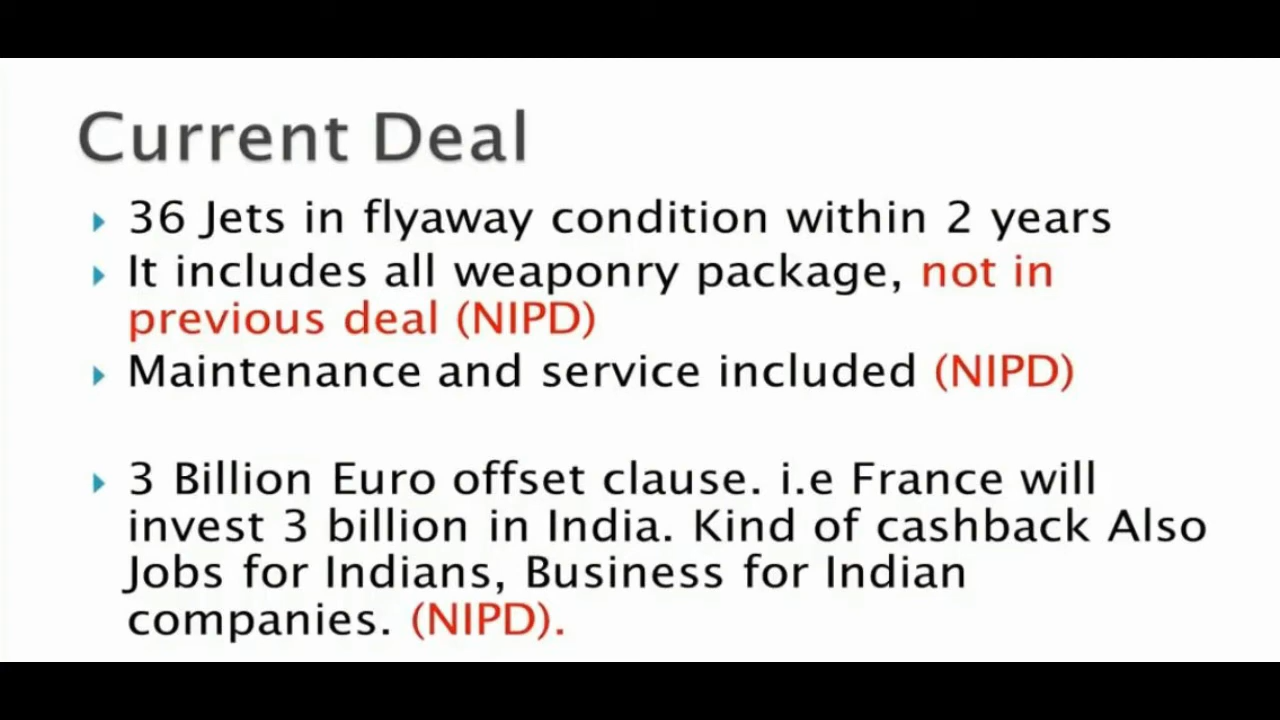 Current Deal
36 Jets in flyaway condition within 2 years
It includes all weaponry package, not in
previous deal (NIPD)
Maintenance and service included (NIPD)
3 Billion Euro offset clause. i.e France will
invest 3 billion in India. Kind of cashback Also
Jobs for Indians, Business for Indian
companies. (NIPD).